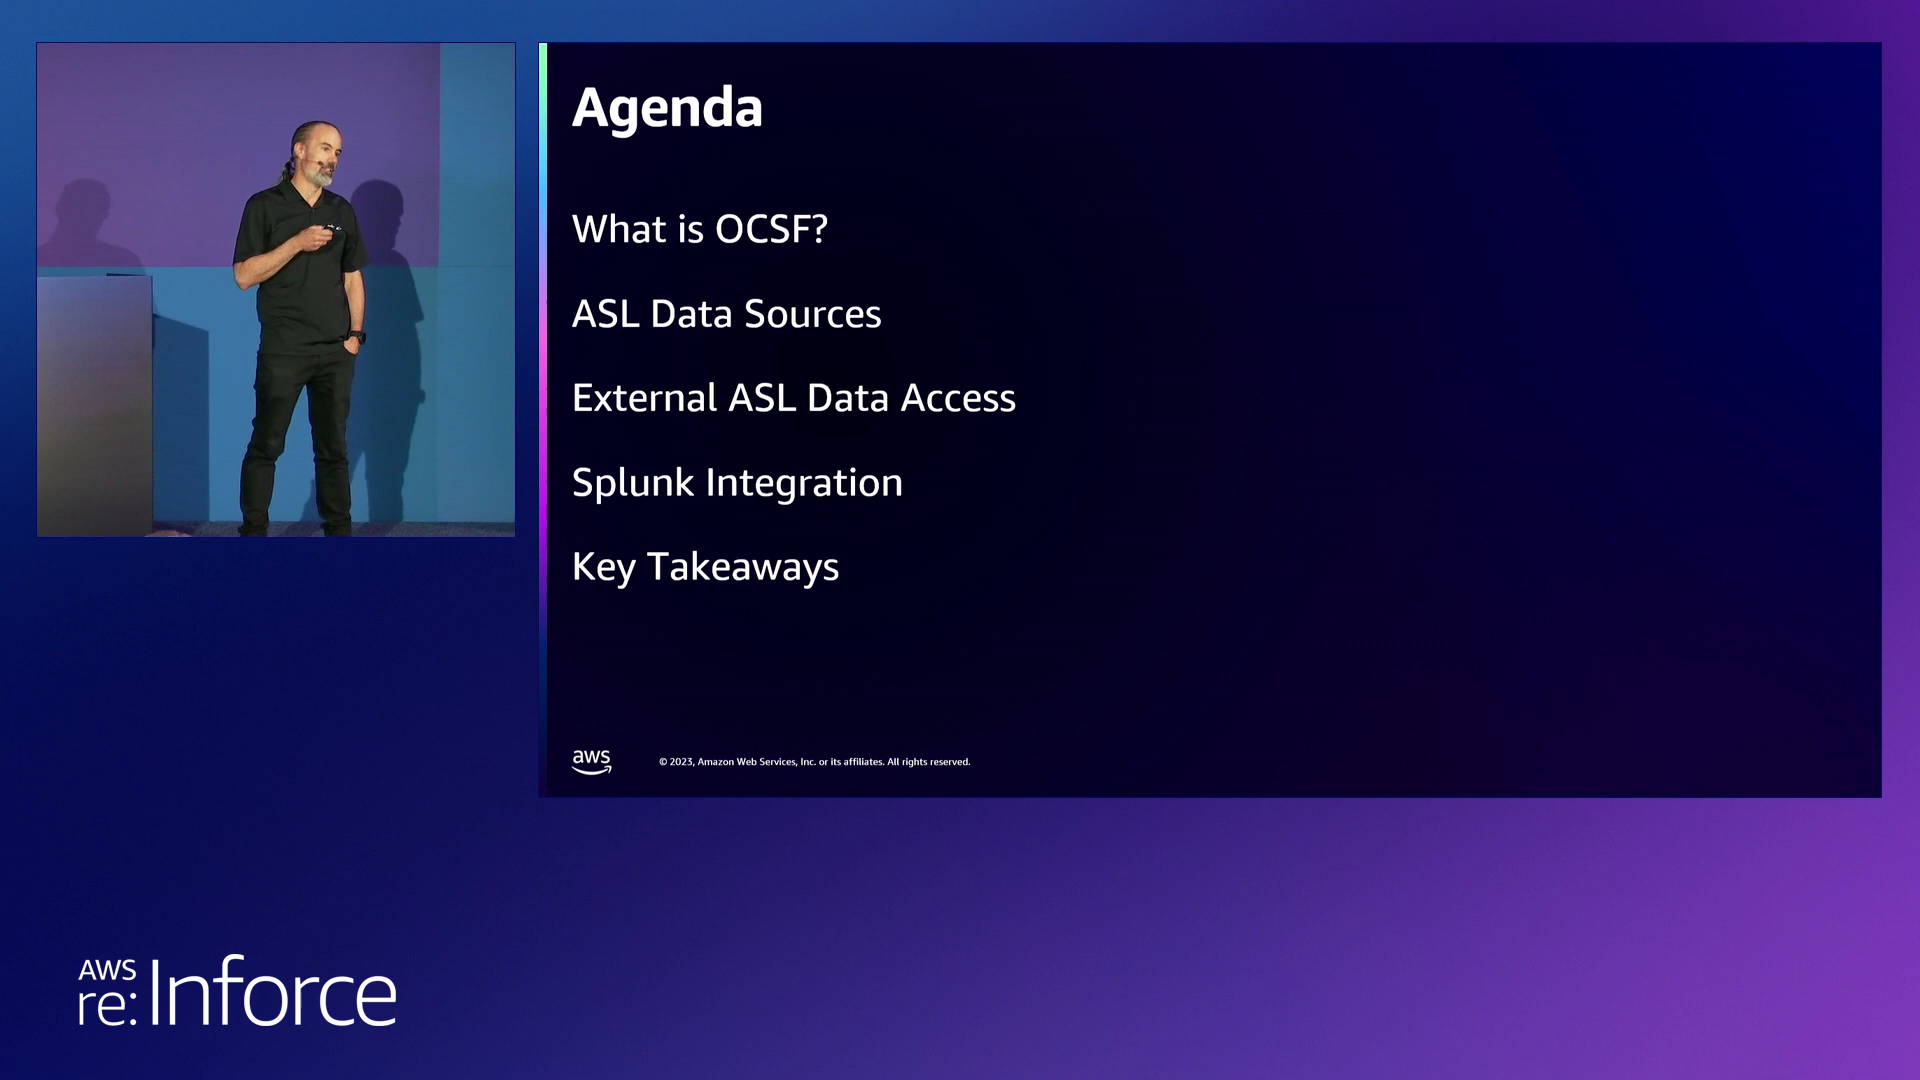 Agenda
What is OCSF?
ASL Data Sources
External ASL Data Access
Splunk Integration
Key Takeaways
aws
© 2023, Amazon Web Services, Inc. or its affiliates. All rights reserved.
AWS
re:Inforce